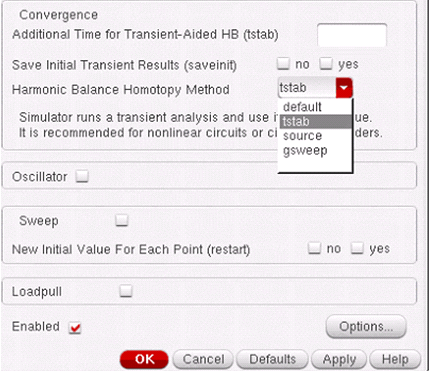 Convergence
Additional Time for Transient-Aided HB (tstab)
Save Initial Transient Results (saveinit) no yes
Harmonic Balance Homotopy Method tstab
default
tstab
source
gsweep
Simulator runs a transient analysis and use i ue.
It is recommended for nonlinear circuits or ci ders.
Oscillator
Sweep
New Initial Value For Each Point (restart) no yes
Loadpull
Enabled
Options...
OK Cancel Defaults Apply Help